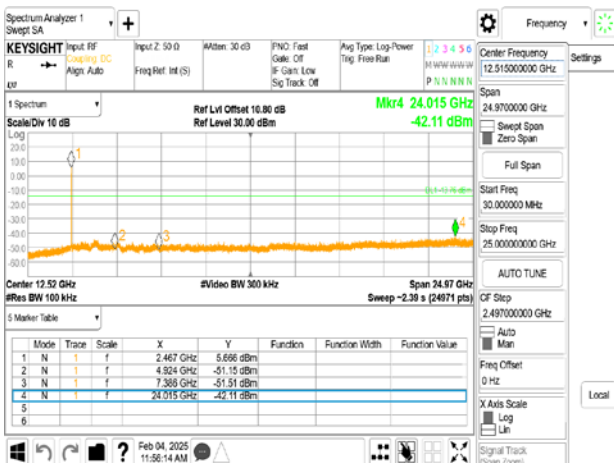 Spectrum Analyzer 1
Swept SA
Frequency
KEYSIGHT Input: RF Input Z: 50 Ω #Atten: 30 dB PNO: Fast Avg Type: Log-Power 1 2 3 4 5 6
R Coupling: DC Gate: Off Trig: Free Run M W W W W W
Align: Auto Freq Ref: Int (S) IF Gain: Low
Sig Track: Off P N N N N N
1 Spectrum
Ref Lvl Offset 10.80 dB
Mkr4 24.015 GHz
Scale/Div 10 dB
Ref Level 30.00 dBm
-42.11 dBm
Log
20.0
10.0
0.00
-10.0
-20.0
-30.0
-40.0
-50.0
-60.0
1
2
3
4
Center 12.52 GHz #Video BW 300 kHz Span 24.97 GHz
#Res BW 100 kHz Sweep ~2.39 s (24971 pts)
5 Marker Table
Mode Trace Scale X Y Function Function Width Function Value
1 N 1 f 2.467 GHz 5.666 dBm
2 N 1 f 4.924 GHz -51.15 dBm
3 N 1 f 7.386 GHz -51.51 dBm
4 N 1 f 24.015 GHz -42.11 dBm
5
6
Feb 04, 2025
11:56:14 AM
Center Frequency
12.515000000 GHz
Settings
Span
24.9700000 GHz
Swept Span
Zero Span
Full Span
Start Freq
30.000000 MHz
Stop Freq
25.000000000 GHz
AUTO TUNE
CF Step
2.497000000 GHz
Auto
Man
Freq Offset
0 Hz
Local
X Axis Scale
Log
Lin
Signal Track
(Span Zoom)